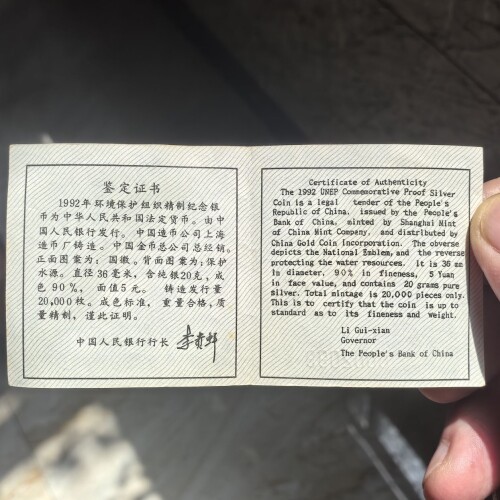 鉴定证书
1992年环境保护组织精制纪念银
币为中华人民共和国法定货币。由中
国人民银行发行。中国造币公司上海
造币厂铸造。中国金币总公司总经销。
正面图案为:国徽。背面图案为:保护
水源。直径36毫米,含纯银20克,成
色90%,面值5元。铸造发行量
20,000枚。成色标准,重量合格,质
量精制,谨此证明。
中国人民银行行长 李贵鲜
Certificate of Authenticity
The 1992 UNEP Commemorative Proof Silver
Coin is a legal tender of the People's
Republic of China. issued by the People's
Bank of China. minted by Shanghai Mint
of China Mint Company, and distributed by
China Gold Coin Incorporation. The obverse
depicts the National Emblem, and the reverse
protecting the water resources. it is 36 mm
in diameter, 90% in fineness, 5 Yuan
in face value, and contains 20 grams pure
silver. Total mintage is 20,000 pieces only.
This is to certify that the coin is up to
standard as to its fineness and weight.
Li Gui-xian
Governor
The People's Bank of China